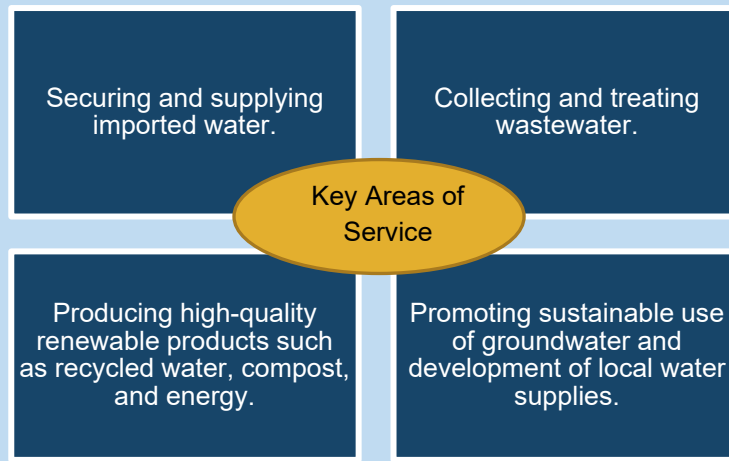 Securing and supplying
imported water.
Collecting and treating
wastewater.
Key Areas of
Service
Producing high-quality
renewable products such
as recycled water, compost,
and energy.
Promoting sustainable use
of groundwater and
development of local water
supplies.